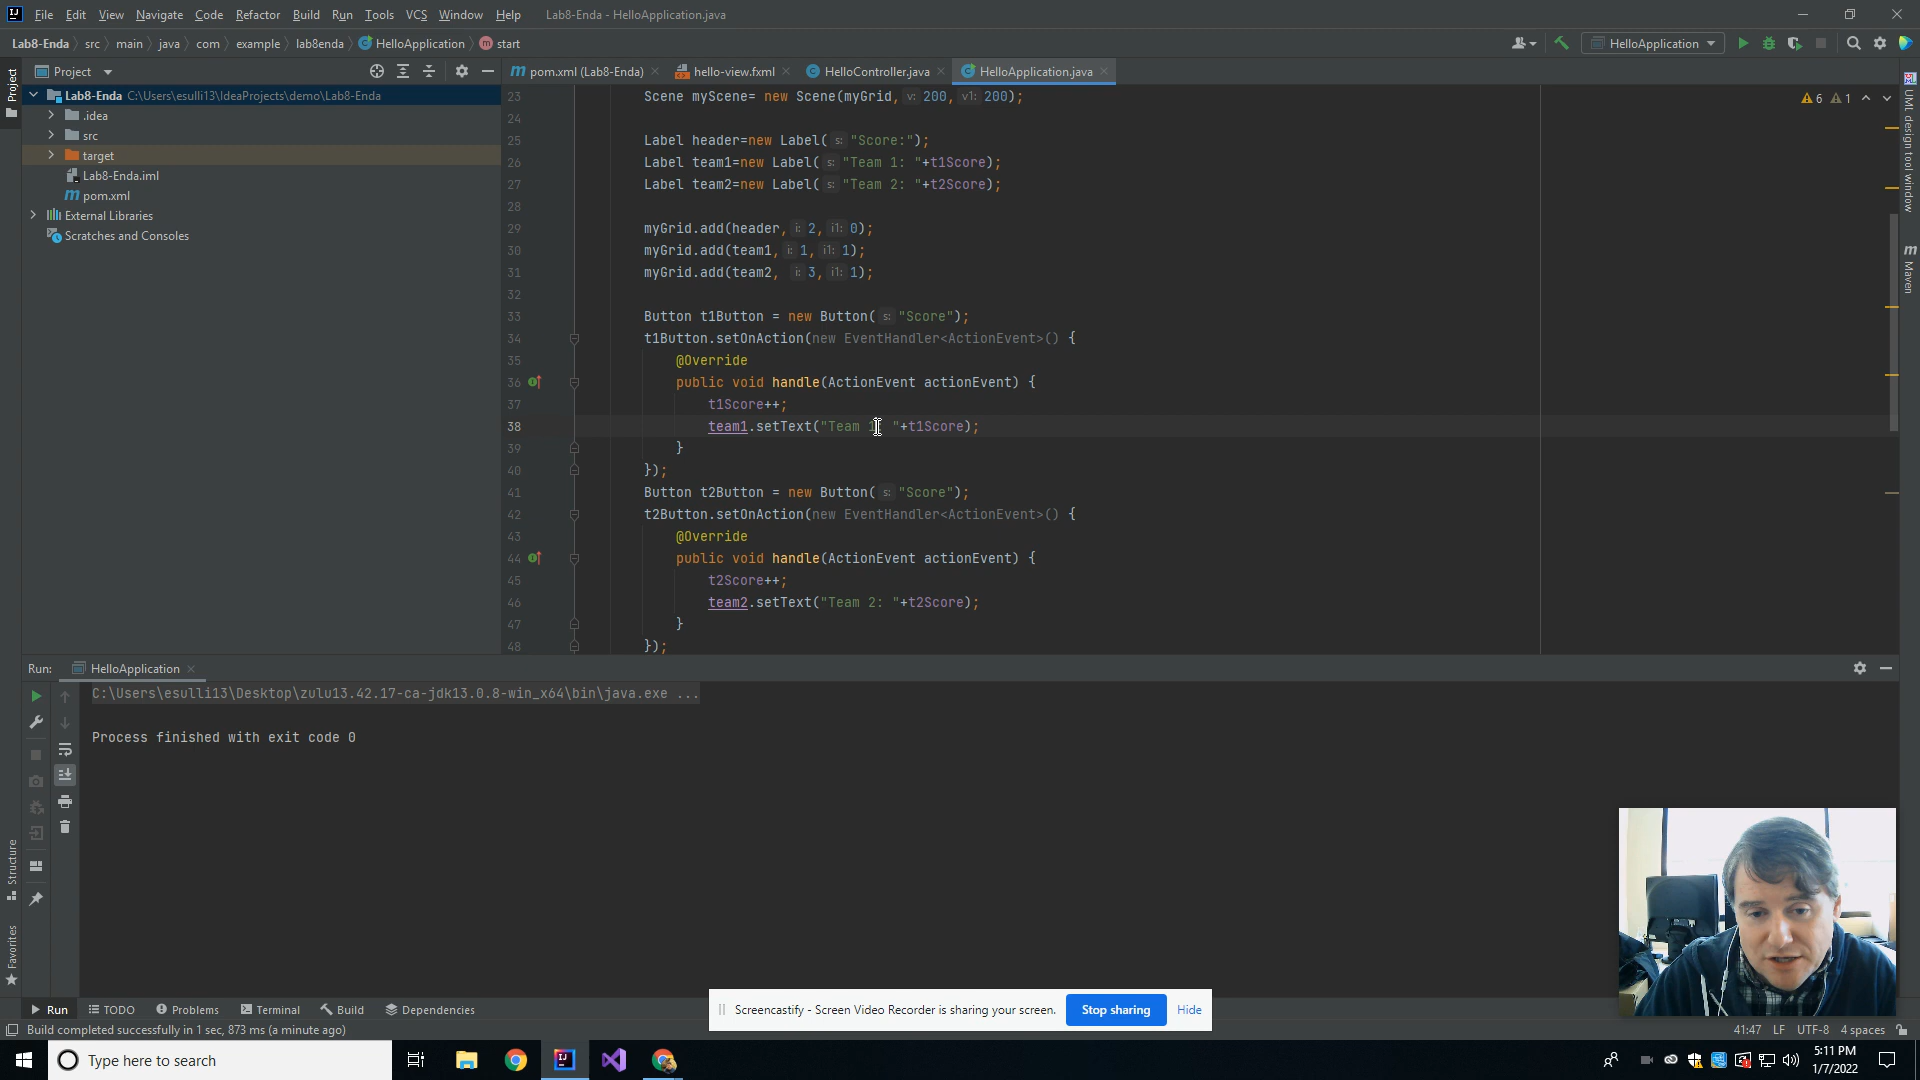 File Edit View Navigate Code Refactor Build Run Tools VCS Window Help Lab8-Enda - HelloApplication.java
Lab8-Enda src main java com example lab8enda HelloApplication start
HelloApplication
Project
pom.xml (Lab8-Enda) hello-view.fxml HelloController.java HelloApplication.java
Lab8-Enda C:\Users\esulli13\IdeaProjects\demo\Lab8-Enda
.idea
src
target
Lab8-Enda.iml
pom.xml
External Libraries
Scratches and Consoles
Project
Structure
Favorites
UML design tool window
Maven
6 1
23 Scene myScene= new Scene(myGrid, v: 200, v1: 200);
24
25 Label header=new Label( s: "Score:");
26 Label team1=new Label( s: "Team 1: "+t1Score);
27 Label team2=new Label( s: "Team 2: "+t2Score);
28
29 myGrid.add(header, i: 2, i1: 0);
30 myGrid.add(team1, i: 1, i1: 1);
31 myGrid.add(team2, i: 3, i1: 1);
32
33 Button t1Button = new Button( s: "Score");
34 t1Button.setOnAction(new EventHandler<ActionEvent>() {
35 @Override
36 public void handle(ActionEvent actionEvent) {
37 t1Score++;
38 team1.setText("Team 1: "+t1Score);
39 }
40 });
41 Button t2Button = new Button( s: "Score");
42 t2Button.setOnAction(new EventHandler<ActionEvent>() {
43 @Override
44 public void handle(ActionEvent actionEvent) {
45 t2Score++;
46 team2.setText("Team 2: "+t2Score);
47 }
48 });
Run: HelloApplication
C:\Users\esulli13\Desktop\zulu13.42.17-ca-jdk13.0.8-win_x64\bin\java.exe ...
Process finished with exit code 0
Screencastify - Screen Video Recorder is sharing your screen. Stop sharing Hide
Run TODO Problems Terminal Build Dependencies
Build completed successfully in 1 sec, 873 ms (a minute ago)
41:47 LF UTF-8 4 spaces
Type here to search
5:11 PM
1/7/2022